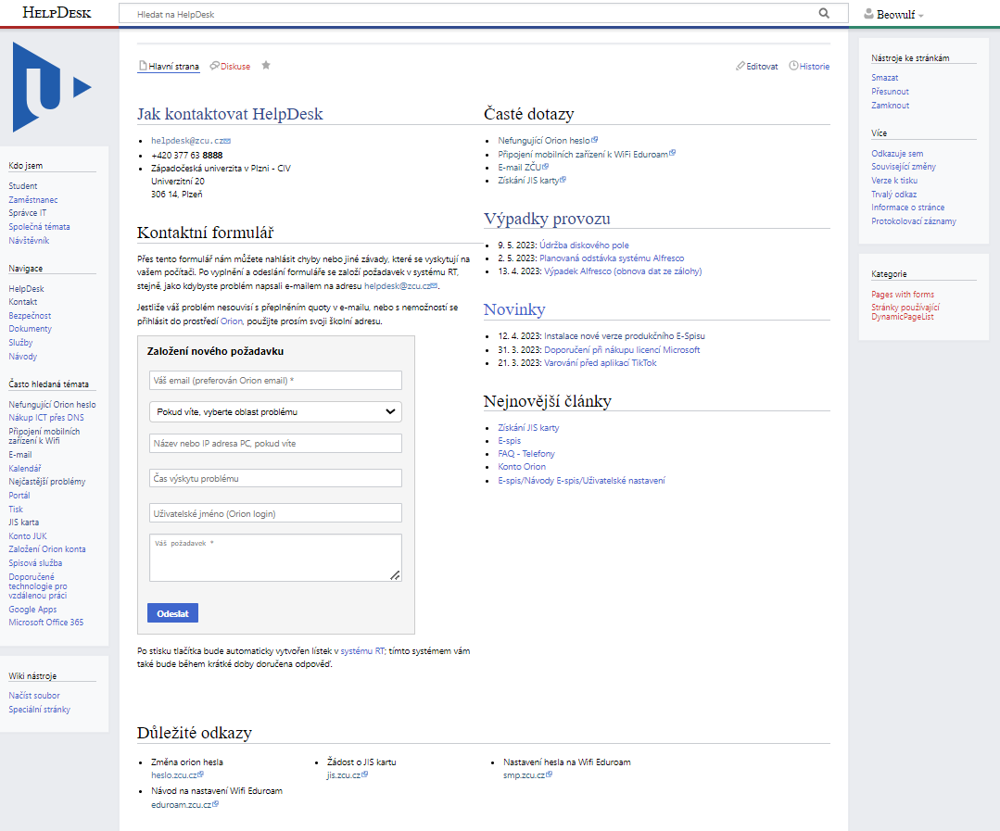 HelpDesk
Hledat na HelpDesk
Beowulf
Hlavní strana
Diskuse
Editovat
Historie
Kdo jsem
Student
Zaměstnanec
Správce IT
Společná témata
Návštěvník
Navigace
HelpDesk
Kontakt
Bezpečnost
Dokumenty
Služby
Návody
Často hledaná témata
Nefungující Orion heslo
Nákup ICT přes DNS
Připojení mobilních
zařízení k Wifi
E-mail
Kalendář
Nejčastější problémy
Portál
Tisk
JIS karta
Konto JUK
Založení Orion konta
Spisová služba
Doporučené
technologie pro
vzdálenou práci
Google Apps
Microsoft Office 365
Wiki nástroje
Načíst soubor
Speciální stránky
Jak kontaktovat HelpDesk
helpdesk@zcu.cz
+420 377 63 8888
Západočeská univerzita v Plzni - CIV
Univerzitní 20
306 14, Plzeň
Kontaktní formulář
Přes tento formulář nám můžete nahlásit chyby nebo jiné závady, které se vyskytují na
vašem počítači. Po vyplnění a odeslání formuláře se založí požadavek v systému RT,
stejně, jako kdybyste problém napsali e-mailem na adresu helpdesk@zcu.cz.
Jestliže váš problém nesouvisí s přeplněním quoty v e-mailu, nebo s nemožností se
přihlásit do prostředí Orion, použijte prosím svoji školní adresu.
Založení nového požadavku
Váš email (preferován Orion email) *
Pokud víte, vyberte oblast problému
Název nebo IP adresa PC, pokud víte
Čas výskytu problému
Uživatelské jméno (Orion login)
Váš požadavek *
Odeslat
Po stisku tlačítka bude automaticky vytvořen lístek v systému RT; tímto systémem vám
také bude během krátké doby doručena odpověď.
Časté dotazy
Nefungující Orion heslo
Připojení mobilních zařízení k WiFi Eduroam
E-mail ZČU
Získání JIS karty
Výpadky provozu
9. 5. 2023: Údržba diskového pole
2. 5. 2023: Planovaná odstávka systému Alfresco
13. 4. 2023: Výpadek Alfresco (obnova dat ze zálohy)
Novinky
12. 4. 2023: Instalace nové verze produkčního E-Spisu
31. 3. 2023: Doporučení při nákupu licencí Microsoft
21. 3. 2023: Varování před aplikací TikTok
Nejnovější články
Získání JIS karty
E-spis
FAQ - Telefony
Konto Orion
E-spis/Návody E-spis/Uživatelské nastavení
Důležité odkazy
Změna orion hesla
heslo.zcu.cz
Návod na nastavení Wifi Eduroam
eduroam.zcu.cz
Žádost o JIS kartu
jis.zcu.cz
Nastavení hesla na Wifi Eduroam
smp.zcu.cz
Nástroje ke stránkám
Smazat
Přesunout
Zamknout
Více
Odkazuje sem
Související změny
Verze k tisku
Trvalý odkaz
Informace o stránce
Protokolovací záznamy
Kategorie
Pages with forms
Stránky používající
DynamicPageList